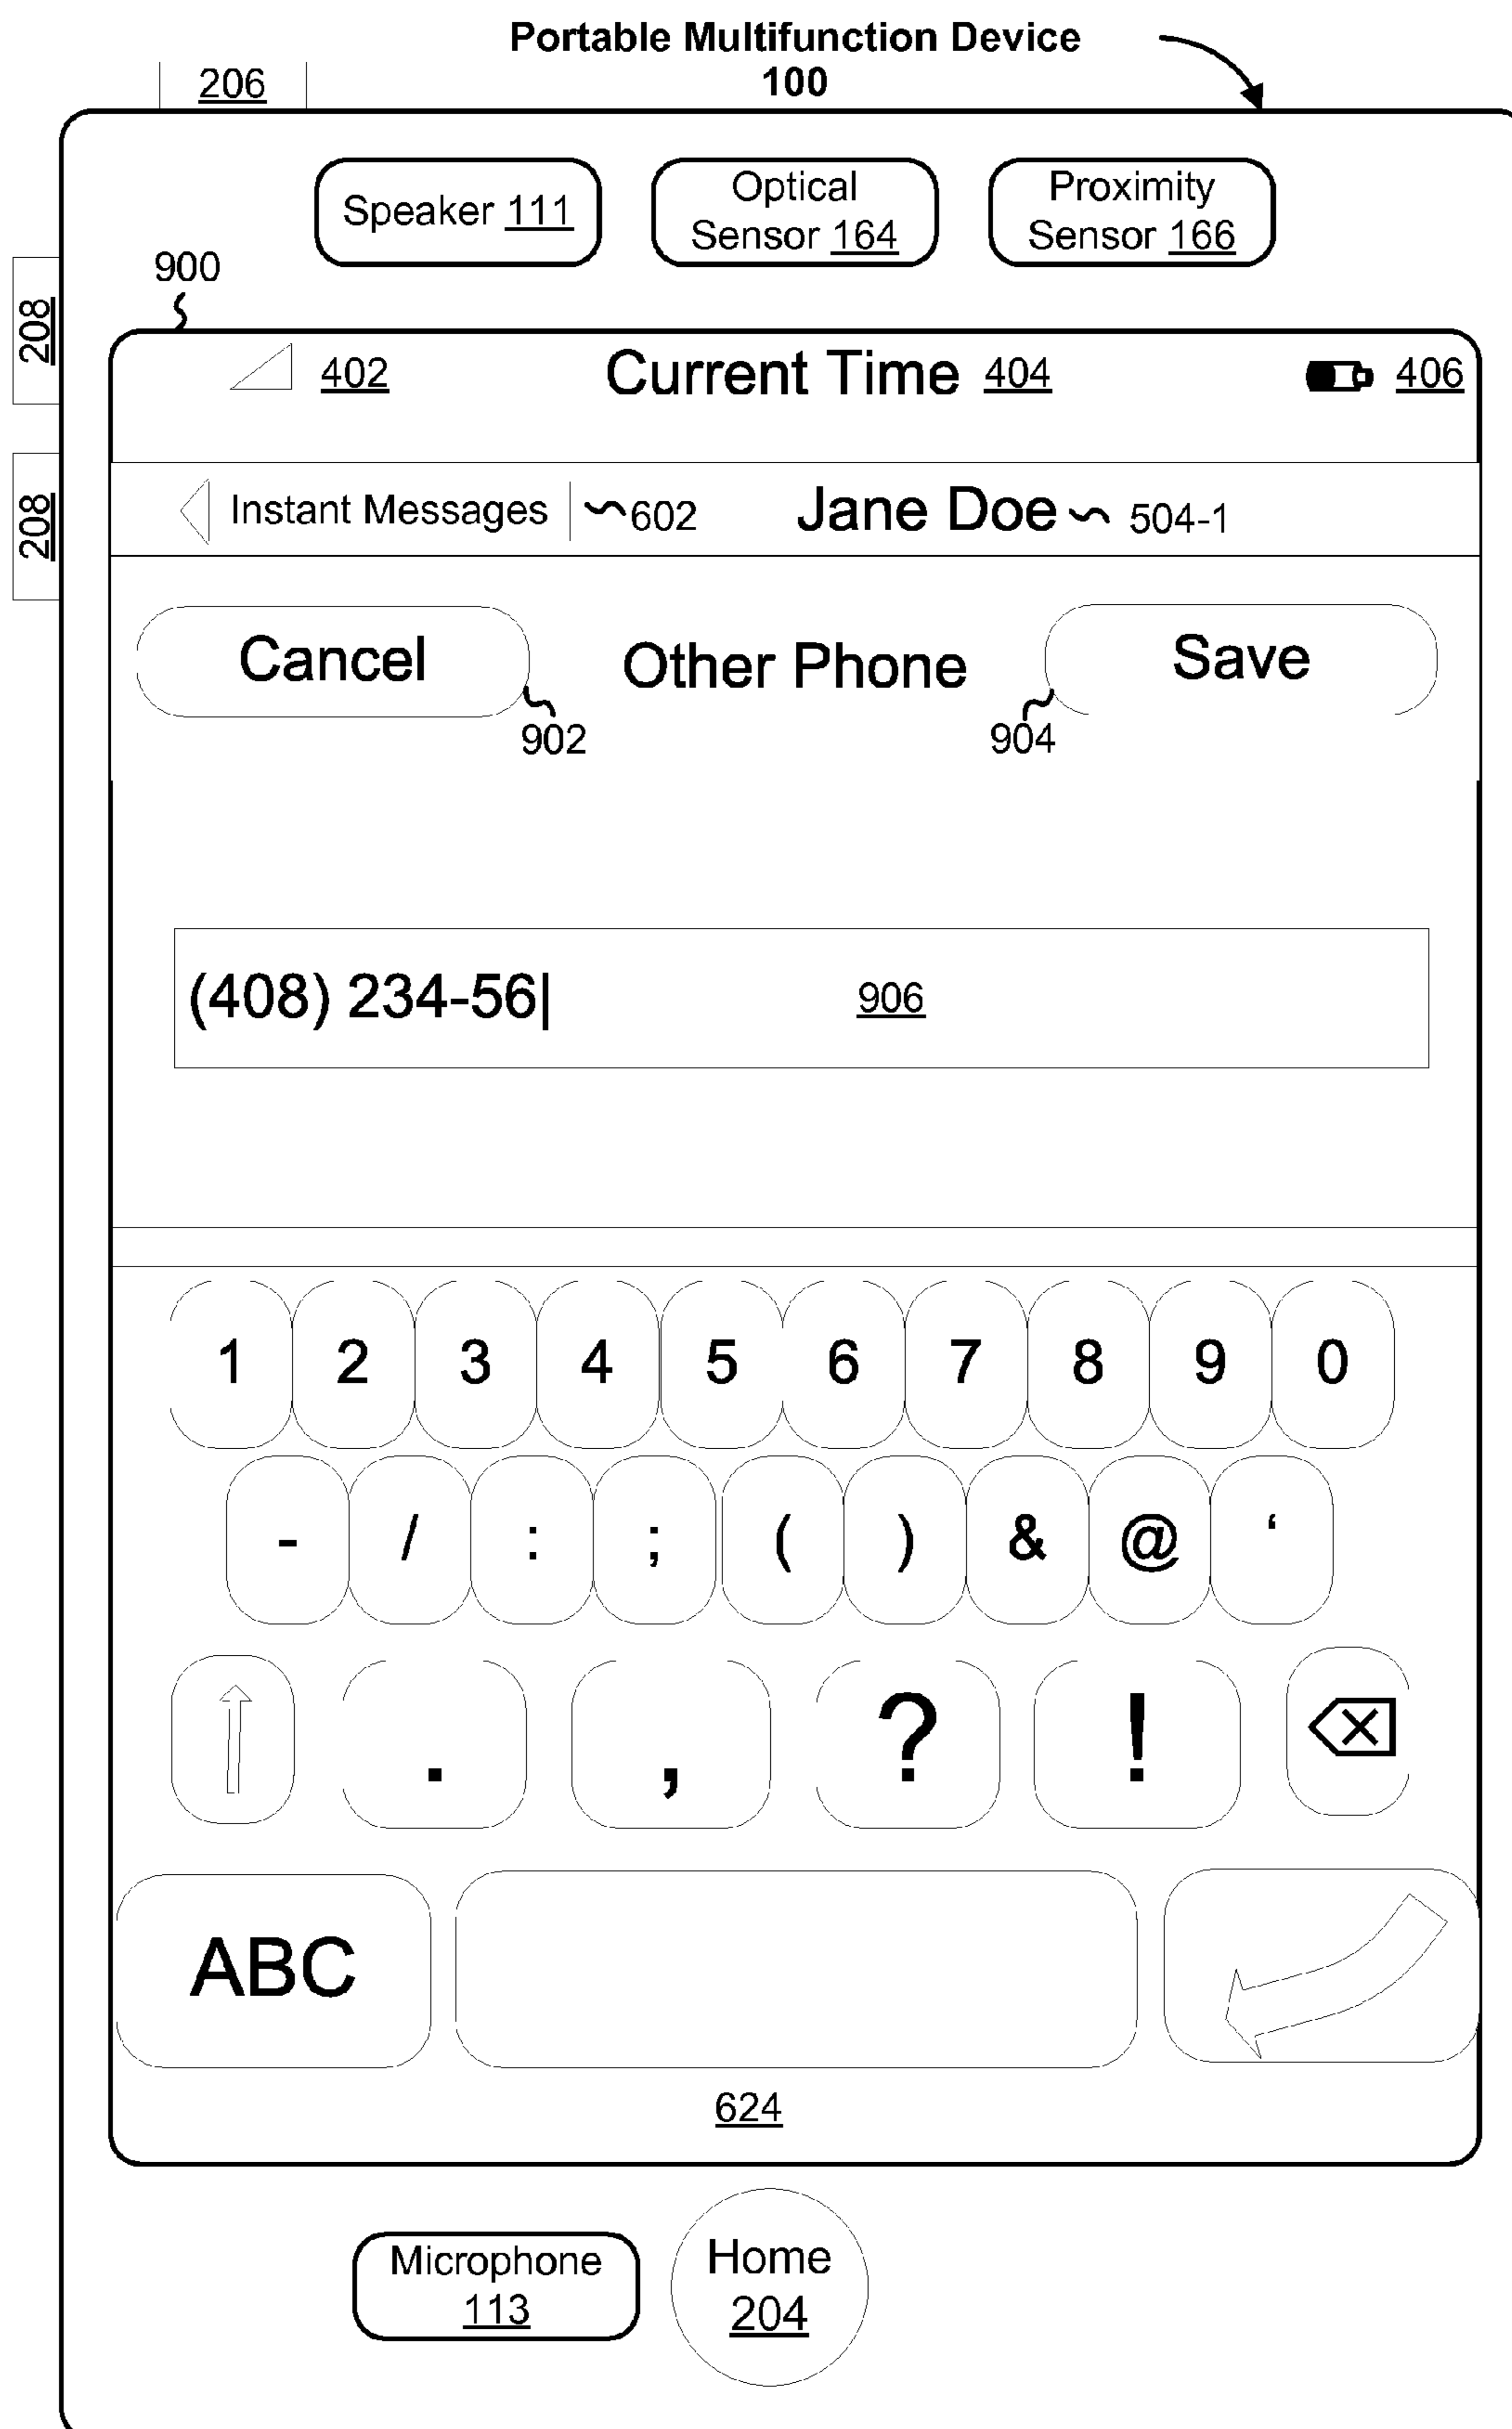 Portable Multifunction Device
100
206
Speaker 111
Optical
Sensor 164
Proximity
Sensor 166
900
208
402
Current Time 404
406
208
Instant Messages
602
Jane Doe
504-1
Cancel
Other Phone
Save
902
904
(408) 234-56|
906
1 2 3 4 5 6 7 8 9 0
- / : ; ( ) & @ ‘
. , ? !
ABC
624
Microphone
113
Home
204